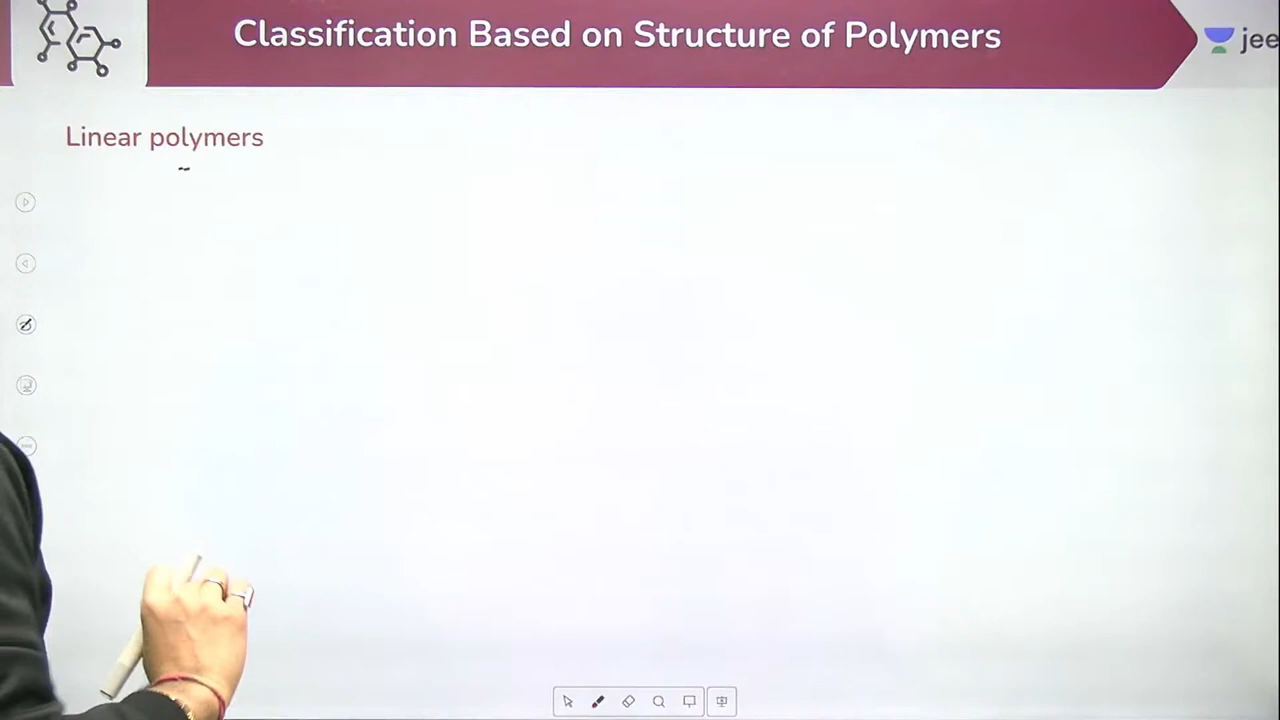 Classification Based on Structure of Polymers
jee
Linear polymers